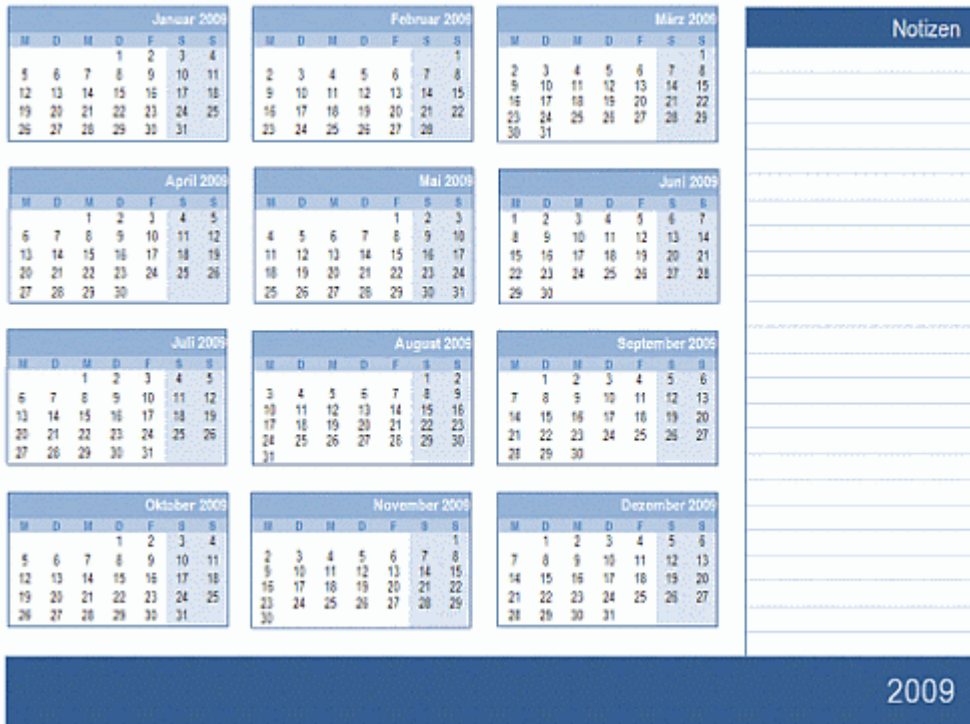 Januar 2009
M D M D F S S
1 2 3 4
5 6 7 8 9 10 11
12 13 14 15 16 17 18
19 20 21 22 23 24 25
26 27 28 29 30 31
Februar 2009
M D M D F S S
1
2 3 4 5 6 7 8
9 10 11 12 13 14 15
16 17 18 19 20 21 22
23 24 25 26 27 28
März 2009
M D M D F S S
1
2 3 4 5 6 7 8
9 10 11 12 13 14 15
16 17 18 19 20 21 22
23 24 25 26 27 28 29
30 31
Notizen
April 2009
M D M D F S S
1 2 3 4 5
6 7 8 9 10 11 12
13 14 15 16 17 18 19
20 21 22 23 24 25 26
27 28 29 30
Mai 2009
M D M D F S S
1 2 3
4 5 6 7 8 9 10
11 12 13 14 15 16 17
18 19 20 21 22 23 24
25 26 27 28 29 30 31
Juni 2009
M D M D F S S
1 2 3 4 5 6 7
8 9 10 11 12 13 14
15 16 17 18 19 20 21
22 23 24 25 26 27 28
29 30
Juli 2009
M D M D F S S
1 2 3 4 5
6 7 8 9 10 11 12
13 14 15 16 17 18 19
20 21 22 23 24 25 26
27 28 29 30 31
August 2009
M D M D F S S
1 2
3 4 5 6 7 8 9
10 11 12 13 14 15 16
17 18 19 20 21 22 23
24 25 26 27 28 29 30
31
September 2009
M D M D F S S
1 2 3 4 5 6
7 8 9 10 11 12 13
14 15 16 17 18 19 20
21 22 23 24 25 26 27
28 29 30
Oktober 2009
M D M D F S S
1 2 3 4
5 6 7 8 9 10 11
12 13 14 15 16 17 18
19 20 21 22 23 24 25
26 27 28 29 30 31
November 2009
M D M D F S S
1
2 3 4 5 6 7 8
9 10 11 12 13 14 15
16 17 18 19 20 21 22
23 24 25 26 27 28 29
30
Dezember 2009
M D M D F S S
1 2 3 4 5 6
7 8 9 10 11 12 13
14 15 16 17 18 19 20
21 22 23 24 25 26 27
28 29 30 31
2009